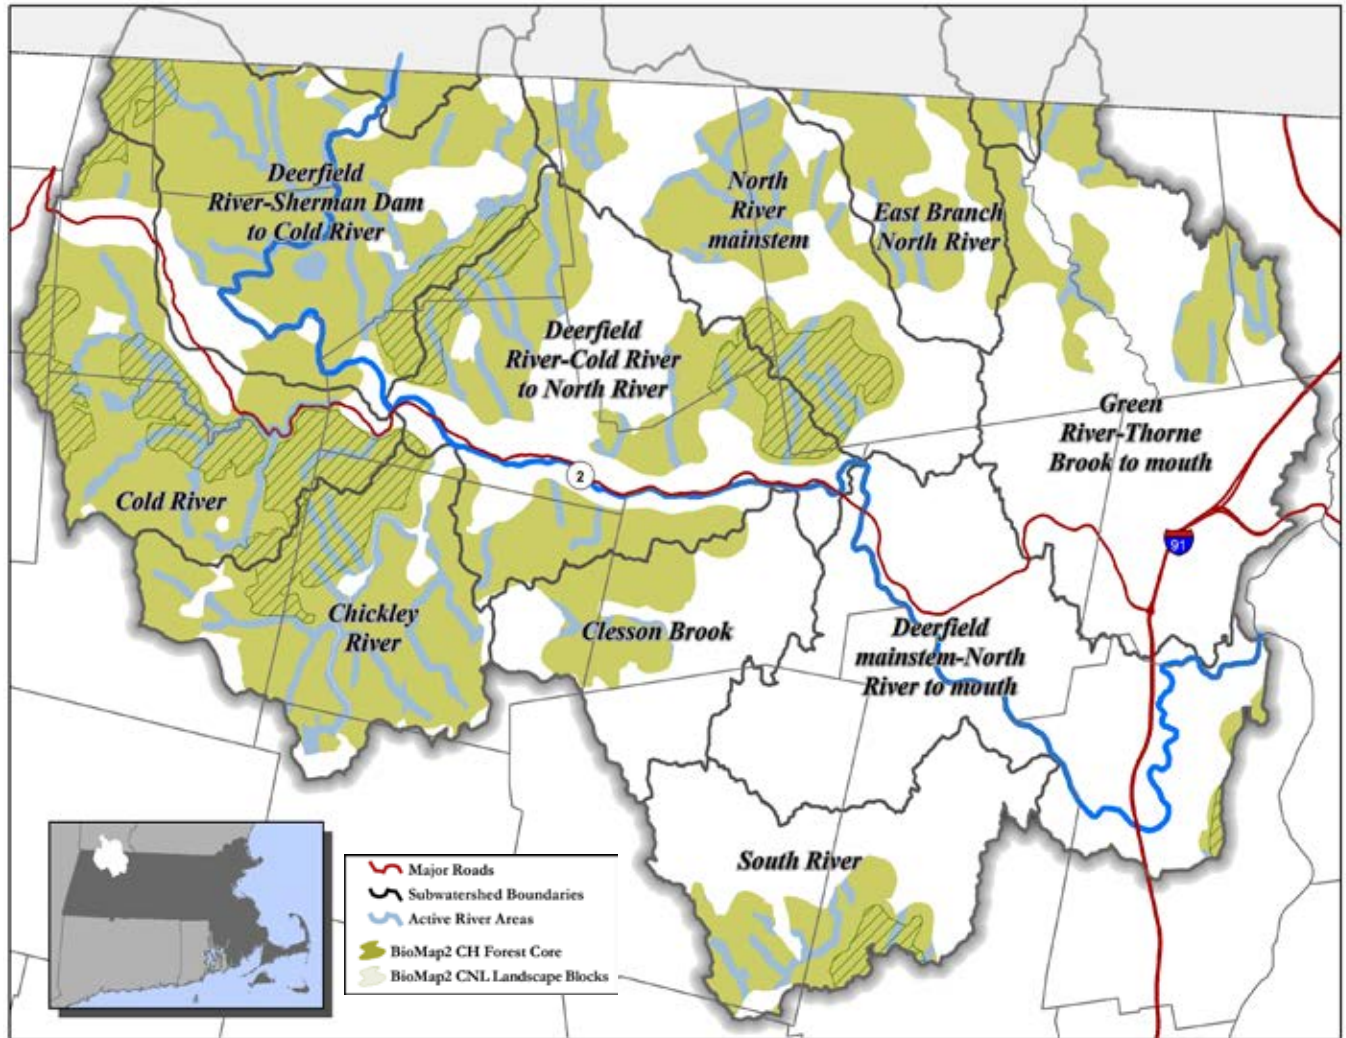 Deerfield
River-Sherman Dam
to Cold River
North
River
mainstem
East Branch
North River
Deerfield
River-Cold River
to North River
Green
River-Thorne
Brook to mouth
Cold River
2
91
Chickley
River
Clesson Brook
Deerfield
mainstem-North
River to mouth
South River
Major Roads
Subwatershed Boundaries
Active River Areas
BioMap2 CH Forest Core
BioMap2 CNL Landscape Blocks